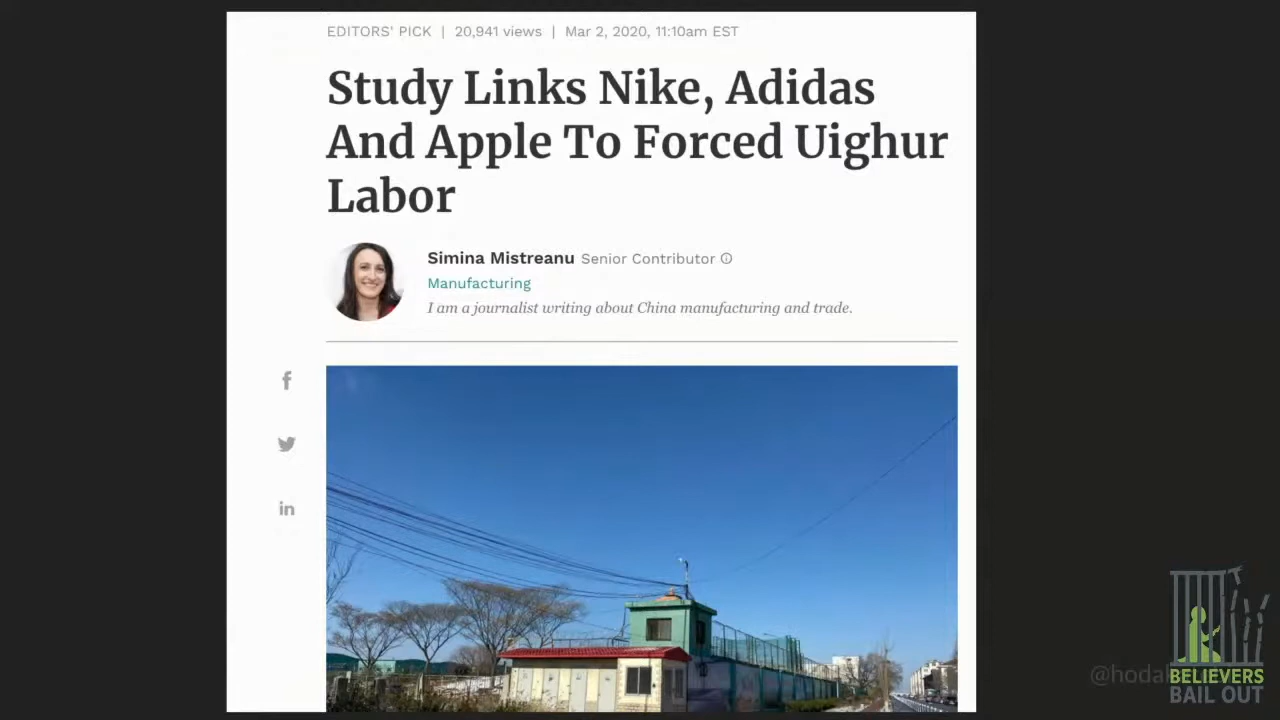 EDITORS' PICK | 20,941 views | Mar 2, 2020, 11:10am EST
Study Links Nike, Adidas
And Apple To Forced Uighur
Labor
Simina Mistreanu Senior Contributor
Manufacturing
I am a journalist writing about China manufacturing and trade.
f
in
BELIEVERS
BAIL OUT